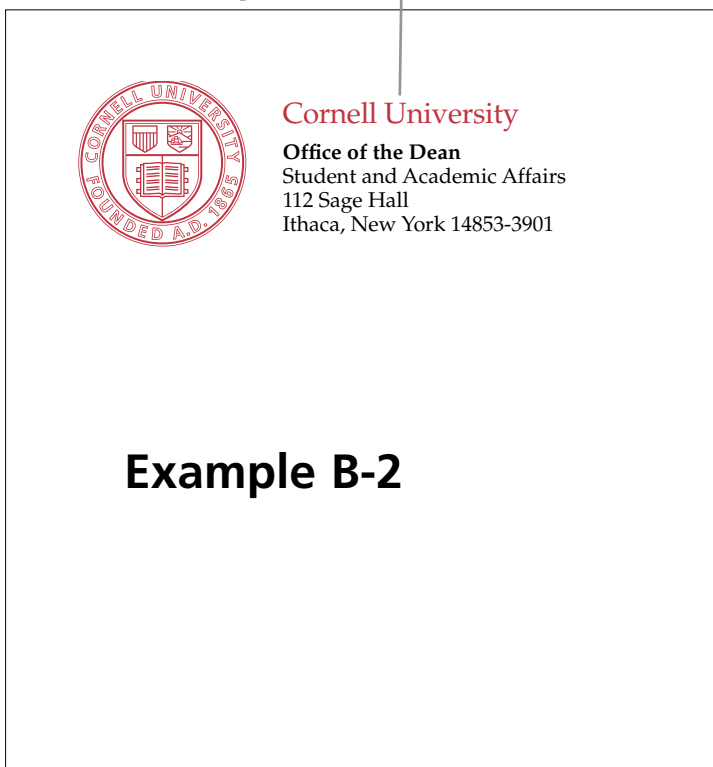 CORNELL UNIVERSITY
FOUNDED A.D. 1865
Cornell University
Office of the Dean
Student and Academic Affairs
112 Sage Hall
Ithaca, New York 14853-3901
Example B-2